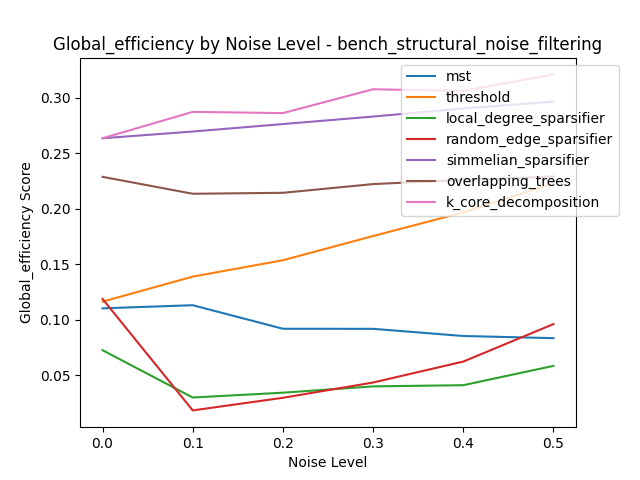 Global_efficiency by Noise Level - bench_structural_noise_filtering
mst
threshold
local_degree_sparsifier
random_edge_sparsifier
simmelian_sparsifier
overlapping_trees
k_core_decomposition
Global_efficiency Score
0.30
0.25
0.20
0.15
0.10
0.05
0.0 0.1 0.2 0.3 0.4 0.5
Noise Level